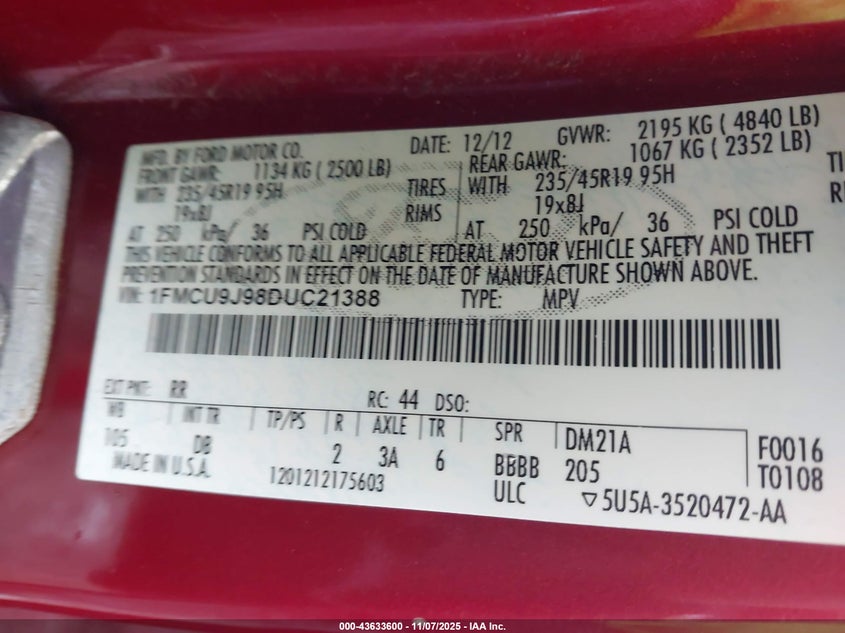 MFD. BY FORD MOTOR CO. DATE: 12/12 GVWR: 2195 KG ( 4840 LB)
FRONT GAWR: 1134 KG ( 2500 LB) REAR GAWR: 1067 KG ( 2352 LB)
WITH 235/45R19 95H TIRES WITH 235/45R19 95H TI
19x8J RIMS 19x8J
AT 250 kPa/ 36 PSI COLD AT 250 kPa/ 36 PSI COLD
THIS VEHICLE CONFORMS TO ALL APPLICABLE FEDERAL MOTOR VEHICLE SAFETY AND THEFT
PREVENTION STANDARDS IN EFFECT ON THE DATE OF MANUFACTURE SHOWN ABOVE.
VIN: 1FMCU9J98DUC21388 TYPE: MPV
EXT PNT: RR RC: 44 DSO:
WB INT TR TP/PS R AXLE TR SPR DM21A F0016
105 DB 2 3A 6 BBBB 205 T0108
MADE IN U.S.A. 1201212175603 ULC ▽5U5A-3520472-AA
000-43633600 - 11/07/2025 - IAA Inc.